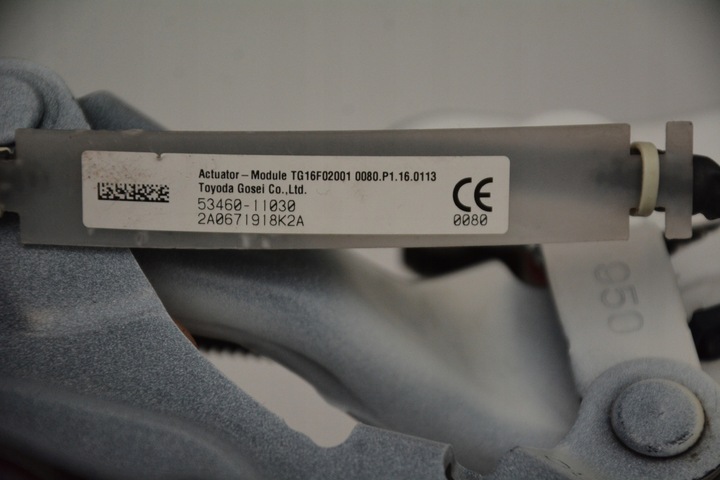 Actuator-Module TG16F02001 0080.P1.16.0113
Toyoda Gosei Co.,Ltd.
53460-11030
2A0671918K2A
CE
0080
950